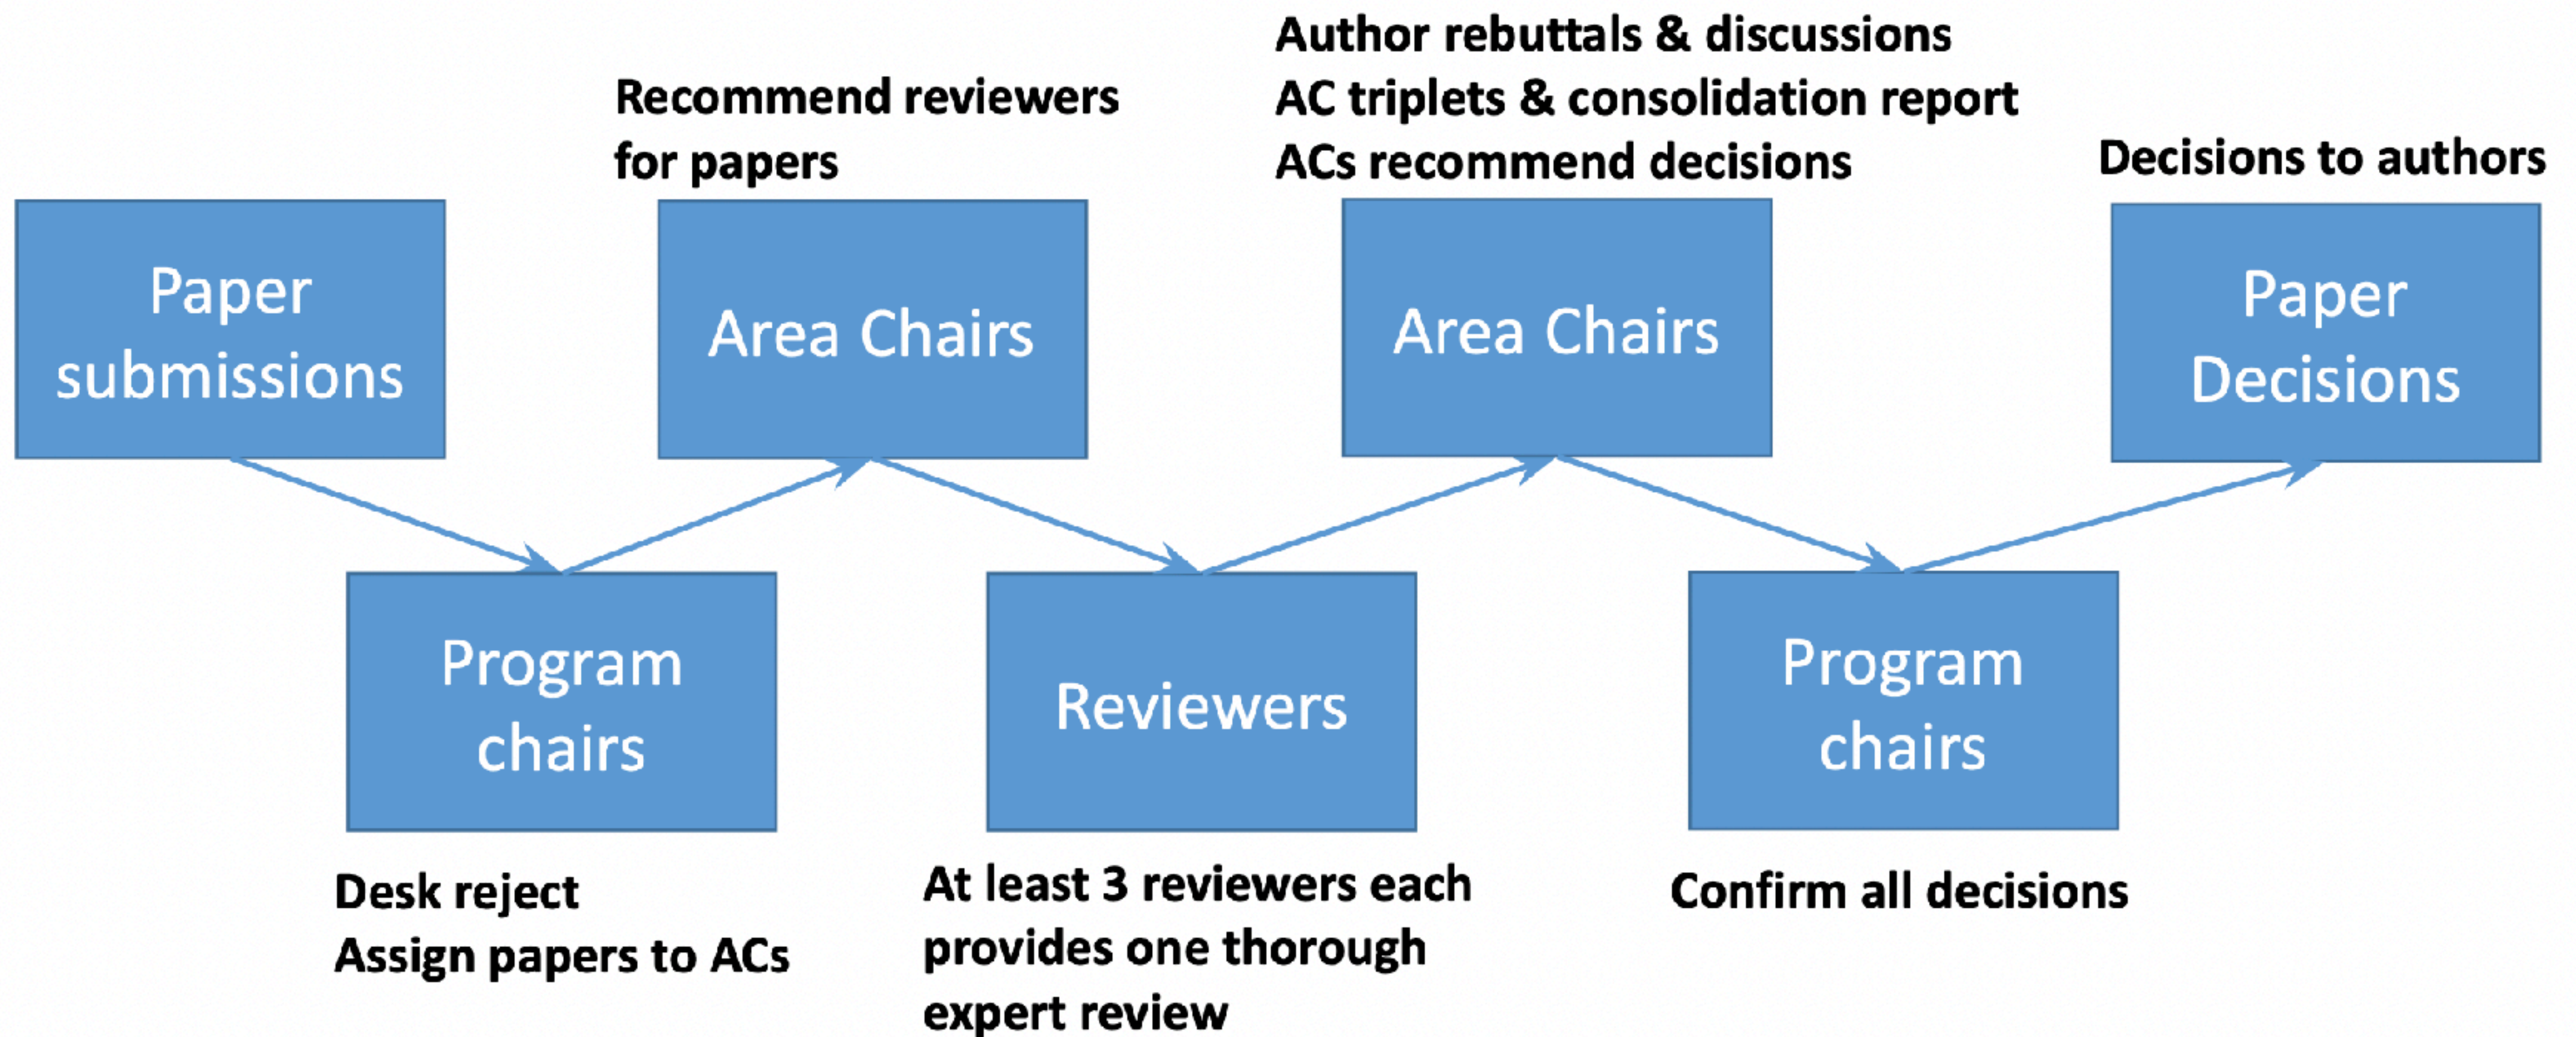 Author rebuttals & discussions
AC triplets & consolidation report
ACs recommend decisions
Recommend reviewers
for papers
Decisions to authors
Paper
submissions
Area Chairs
Area Chairs
Paper
Decisions
Program
chairs
Reviewers
Program
chairs
Desk reject
Assign papers to ACs
At least 3 reviewers each
provides one thorough
expert review
Confirm all decisions